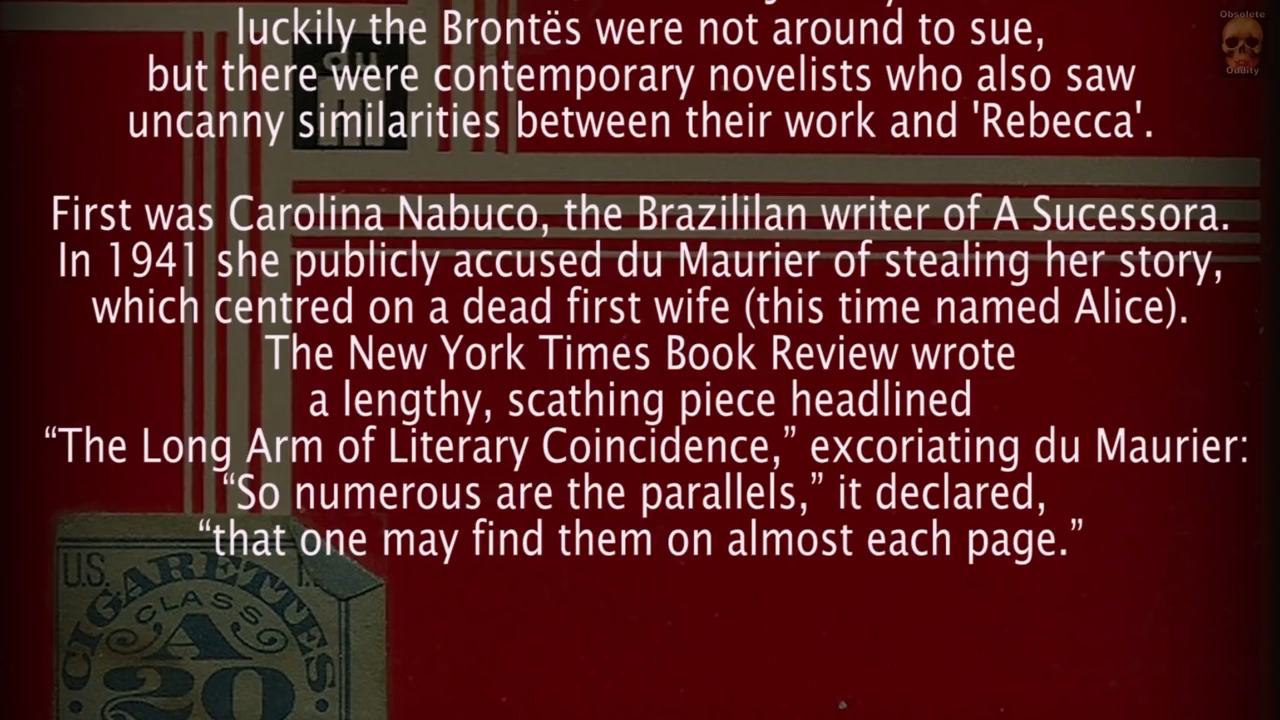 Obsolete
Oddity
luckily the Brontës were not around to sue,
but there were contemporary novelists who also saw
uncanny similarities between their work and 'Rebecca'.
First was Carolina Nabuco, the Brazililan writer of A Sucessora.
In 1941 she publicly accused du Maurier of stealing her story,
which centred on a dead first wife (this time named Alice).
The New York Times Book Review wrote
a lengthy, scathing piece headlined
“The Long Arm of Literary Coincidence,” excoriating du Maurier:
“So numerous are the parallels,” it declared,
“that one may find them on almost each page.”
U.S.
CIGARETTES
CLASS
A
20